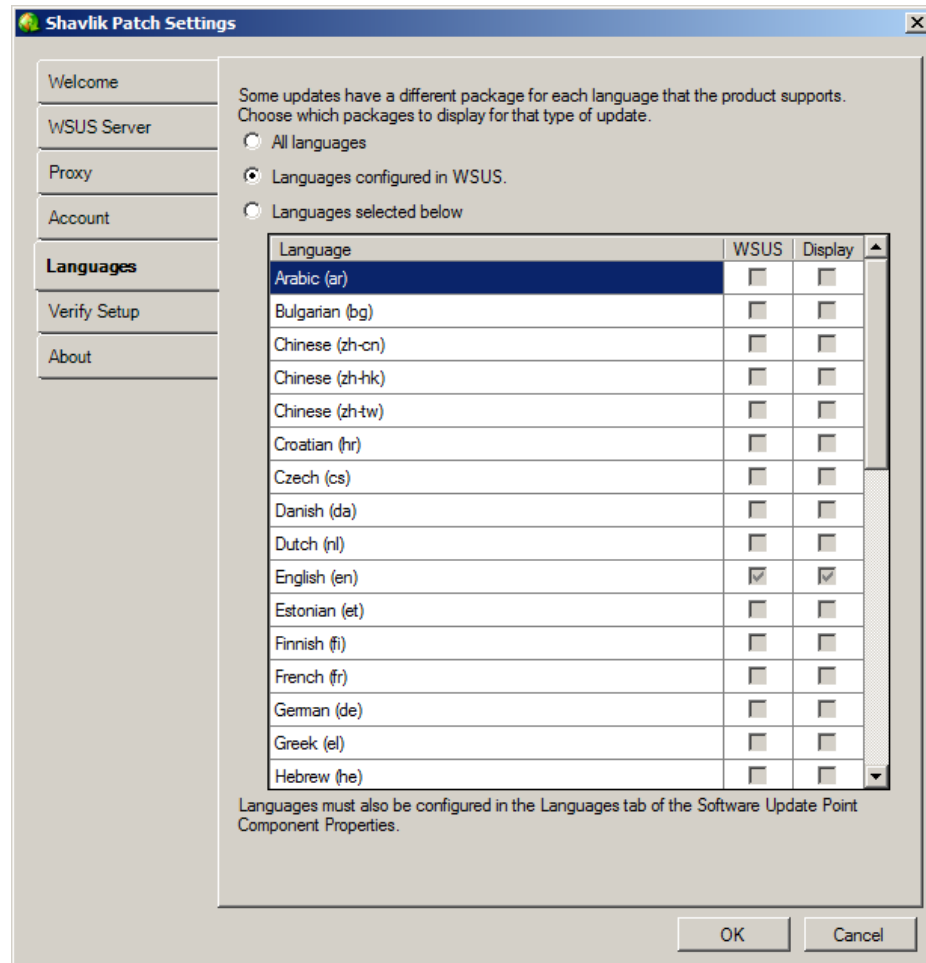 Shavlik Patch Settings
Welcome
WSUS Server
Proxy
Account
Languages
Verify Setup
About
Some updates have a different package for each language that the product supports.
Choose which packages to display for that type of update.
All languages
Languages configured in WSUS.
Languages selected below
Language WSUS Display
Arabic (ar)
Bulgarian (bg)
Chinese (zh-cn)
Chinese (zh-hk)
Chinese (zh-tw)
Croatian (hr)
Czech (cs)
Danish (da)
Dutch (nl)
English (en)
Estonian (et)
Finnish (fi)
French (fr)
German (de)
Greek (el)
Hebrew (he)
Languages must also be configured in the Languages tab of the Software Update Point
Component Properties.
OK Cancel